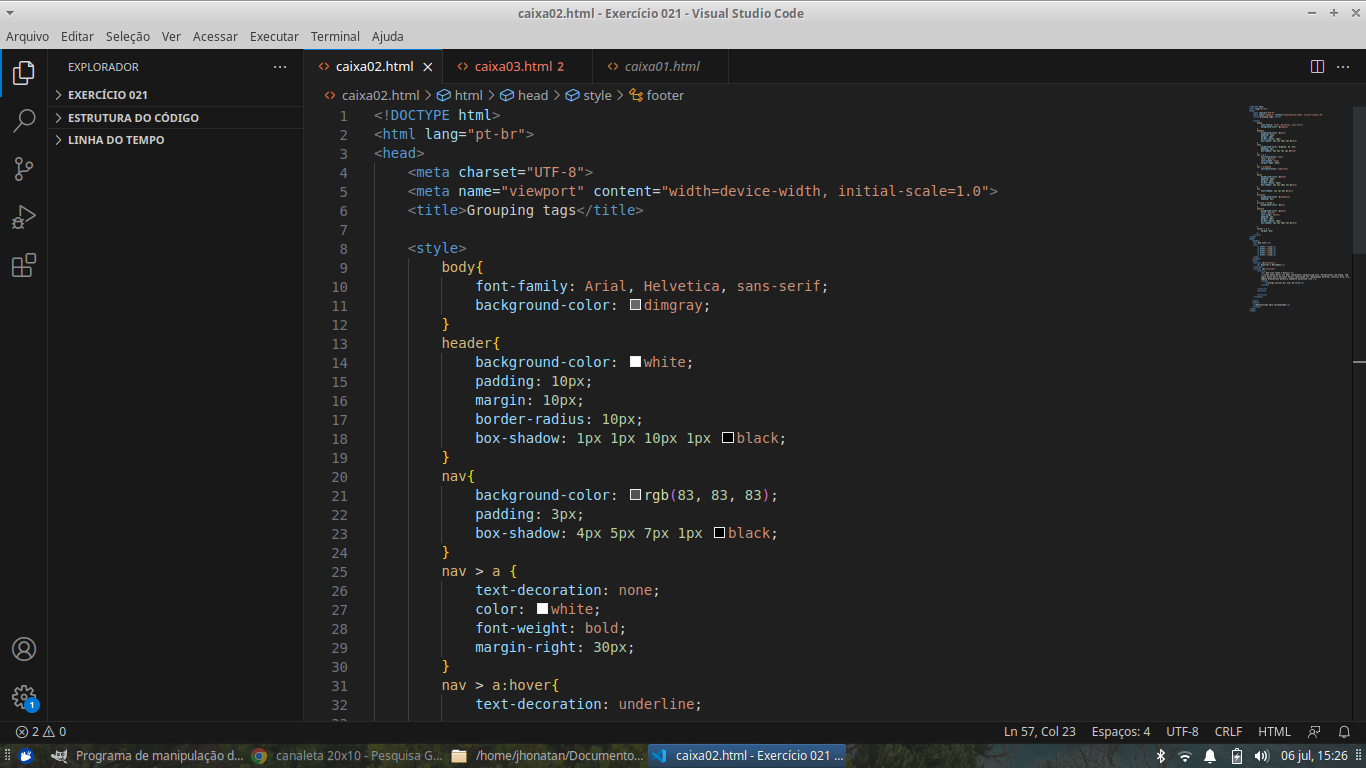 caixa02.html - Exercício 021 - Visual Studio Code
Arquivo Editar Seleção Ver Acessar Executar Terminal Ajuda
EXPLORADOR
EXERCÍCIO 021
ESTRUTURA DO CÓDIGO
LINHA DO TEMPO
1
caixa02.html caixa03.html 2 caixa01.html
caixa02.html > html > head > style > footer
1 <!DOCTYPE html>
2 <html lang="pt-br">
3 <head>
4 <meta charset="UTF-8">
5 <meta name="viewport" content="width=device-width, initial-scale=1.0">
6 <title>Grouping tags</title>
7
8 <style>
9 body{
10 font-family: Arial, Helvetica, sans-serif;
11 background-color: dimgray;
12 }
13 header{
14 background-color: white;
15 padding: 10px;
16 margin: 10px;
17 border-radius: 10px;
18 box-shadow: 1px 1px 10px 1px black;
19 }
20 nav{
21 background-color: rgb(83, 83, 83);
22 padding: 3px;
23 box-shadow: 4px 5px 7px 1px black;
24 }
25 nav > a {
26 text-decoration: none;
27 color: white;
28 font-weight: bold;
29 margin-right: 30px;
30 }
31 nav > a:hover{
32 text-decoration: underline;
2 0 Ln 57, Col 23 Espaços: 4 UTF-8 CRLF HTML
Programa de manipulação d... canaleta 20x10 - Pesquisa G... /home/jhonatan/Documento... caixa02.html - Exercício 021 ... 06 jul, 15:26